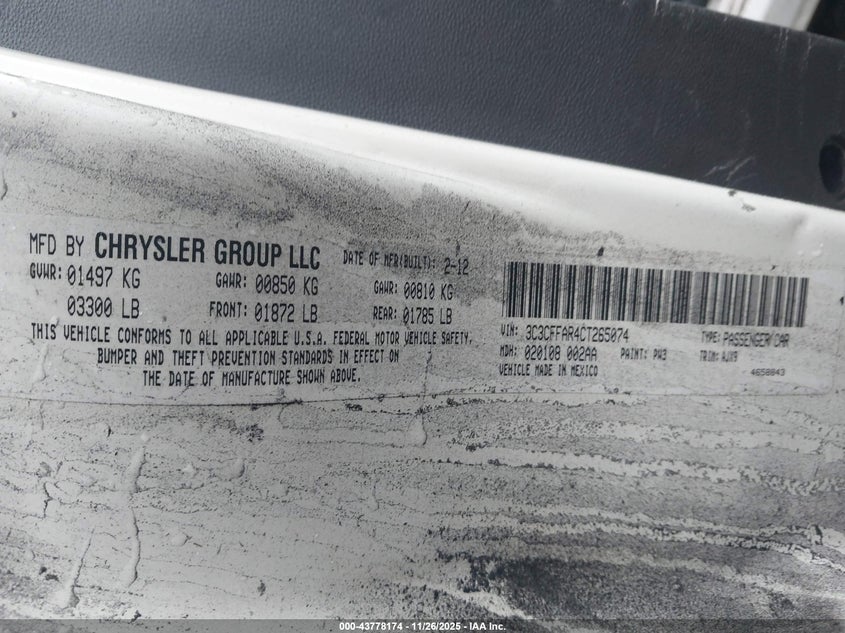 MFD BY CHRYSLER GROUP LLC DATE OF MFR(BUILT): 2-12
GVWR: 01497 KG GAWR: 00850 KG GAWR: 00810 KG
03300 LB FRONT: 01872 LB REAR: 01785 LB
THIS VEHICLE CONFORMS TO ALL APPLICABLE U.S.A. FEDERAL MOTOR VEHICLE SAFETY,
BUMPER AND THEFT PREVENTION STANDARDS IN EFFECT ON
THE DATE OF MANUFACTURE SHOWN ABOVE.
VIN: 3C3CFFAR4CT265074 TYPE: PASSENGER CAR
MDH: 020108 002AA PAINT: PW3 TRIM: AJX9
VEHICLE MADE IN MEXICO 4658843
000-43778174 - 11/26/2025 - IAA Inc.